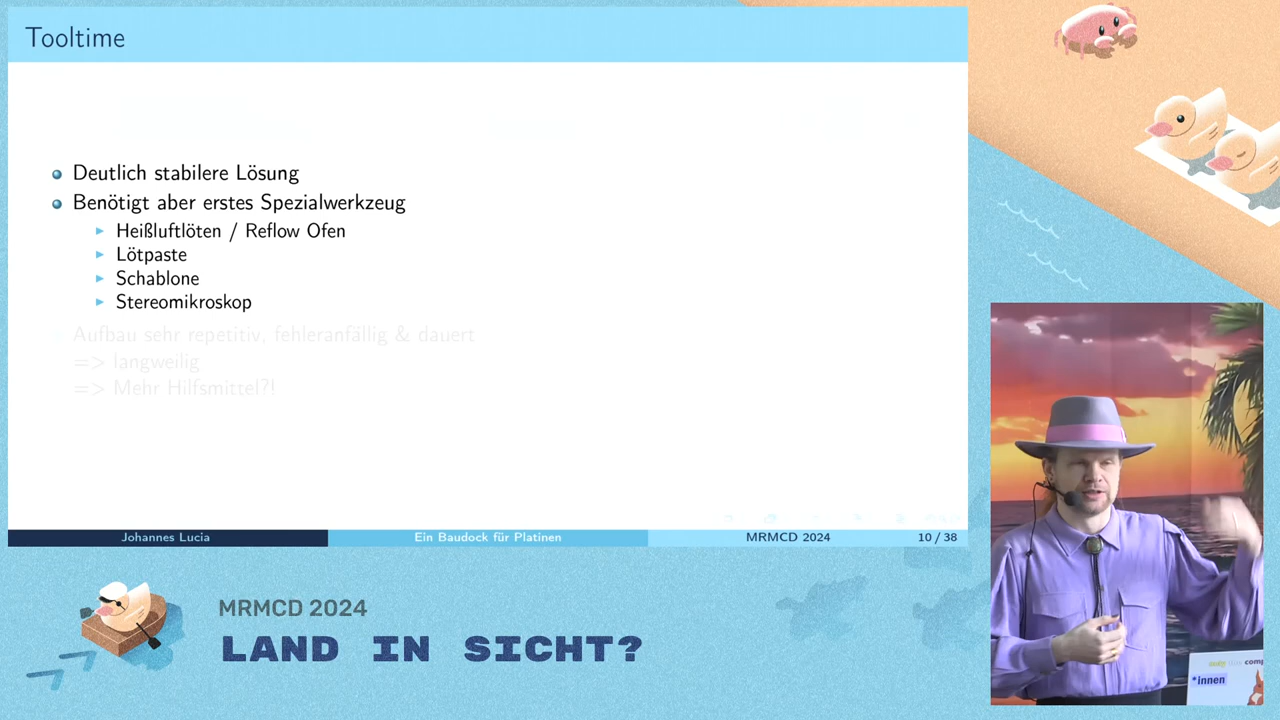 Tooltime
Deutlich stabilere Lösung
Benötigt aber erstes Spezialwerkzeug
Heißluftlöten / Reflow Ofen
Lötpaste
Schablone
Stereomikroskop
Aufbau sehr repetitiv, fehleranfällig & dauert
=> langweilig
=> Mehr Hilfsmittel?!
Johannes Lucia
Ein Baudock für Platinen
MRMCD 2024
10 / 38
MRMCD 2024
LAND IN SICHT?
*innen